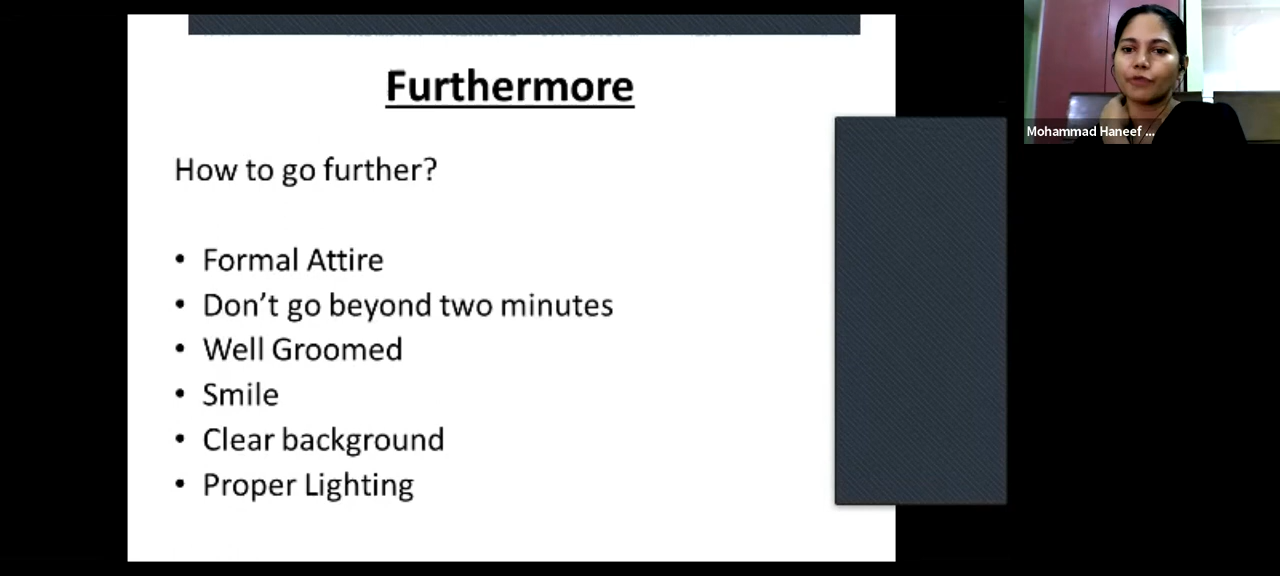 Furthermore
How to go further?
• Formal Attire
• Don’t go beyond two minutes
• Well Groomed
• Smile
• Clear background
• Proper Lighting
Mohammad Haneef ...